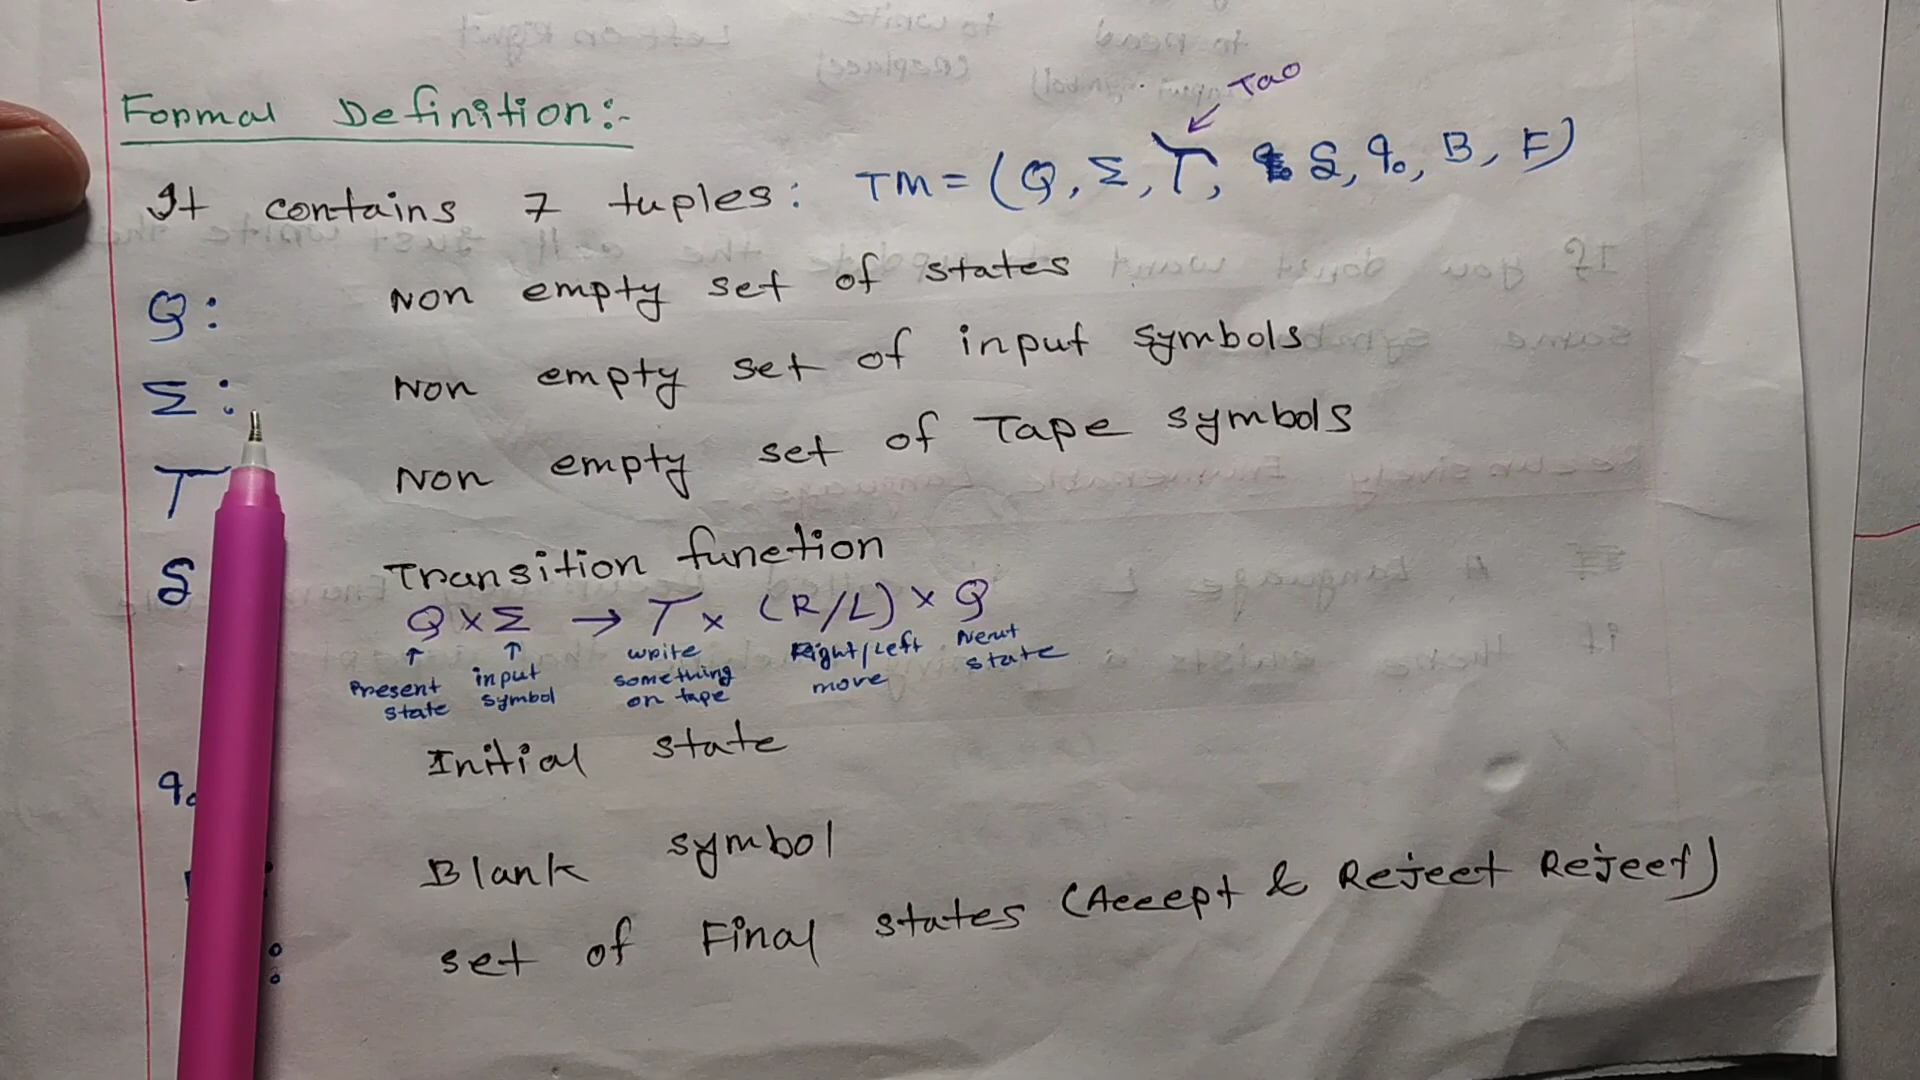 Tao
Formal Definition:-
It contains 7 tuples: TM = (Q, Σ, T, δ, q₀, B, F)
Q: Non empty set of states
Σ: Non empty set of input symbols
T Non empty set of Tape symbols
δ Transition function
Q × Σ → T × (R/L) × Q
↑ Present state ↑ input symbol write something on tape Right/Left move Next state
q₀ Initial state
Blank symbol
: set of Final states (Accept & Reject Reject)